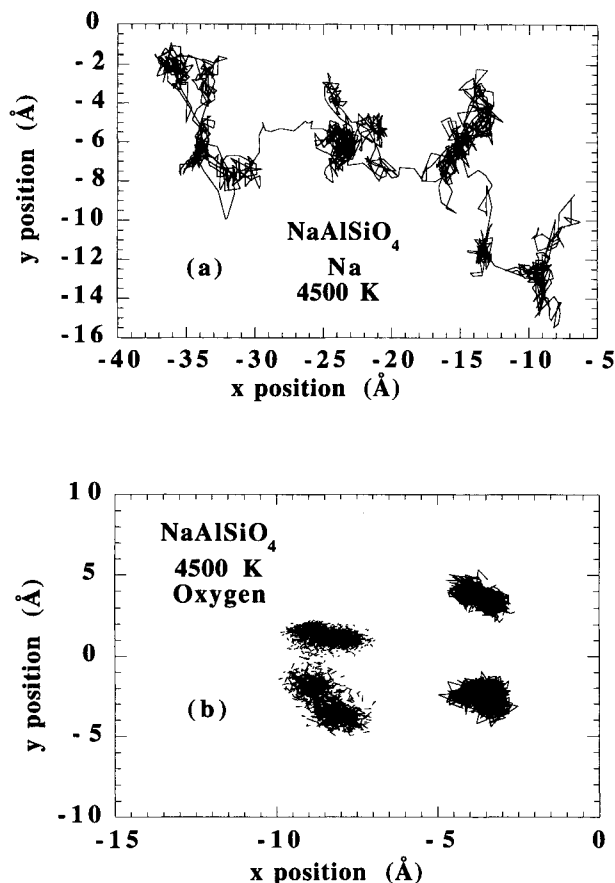 0
-2
-4
-6
-8
-10
-12
-14
-16
y position (Å)
NaAlSiO4
(a) Na
4500 K
-40 -35 -30 -25 -20 -15 -10 -5
x position (Å)
10
5
0
-5
-10
y position (Å)
NaAlSiO4
4500 K
Oxygen
(b)
-15 -10 -5 0
x position (Å)